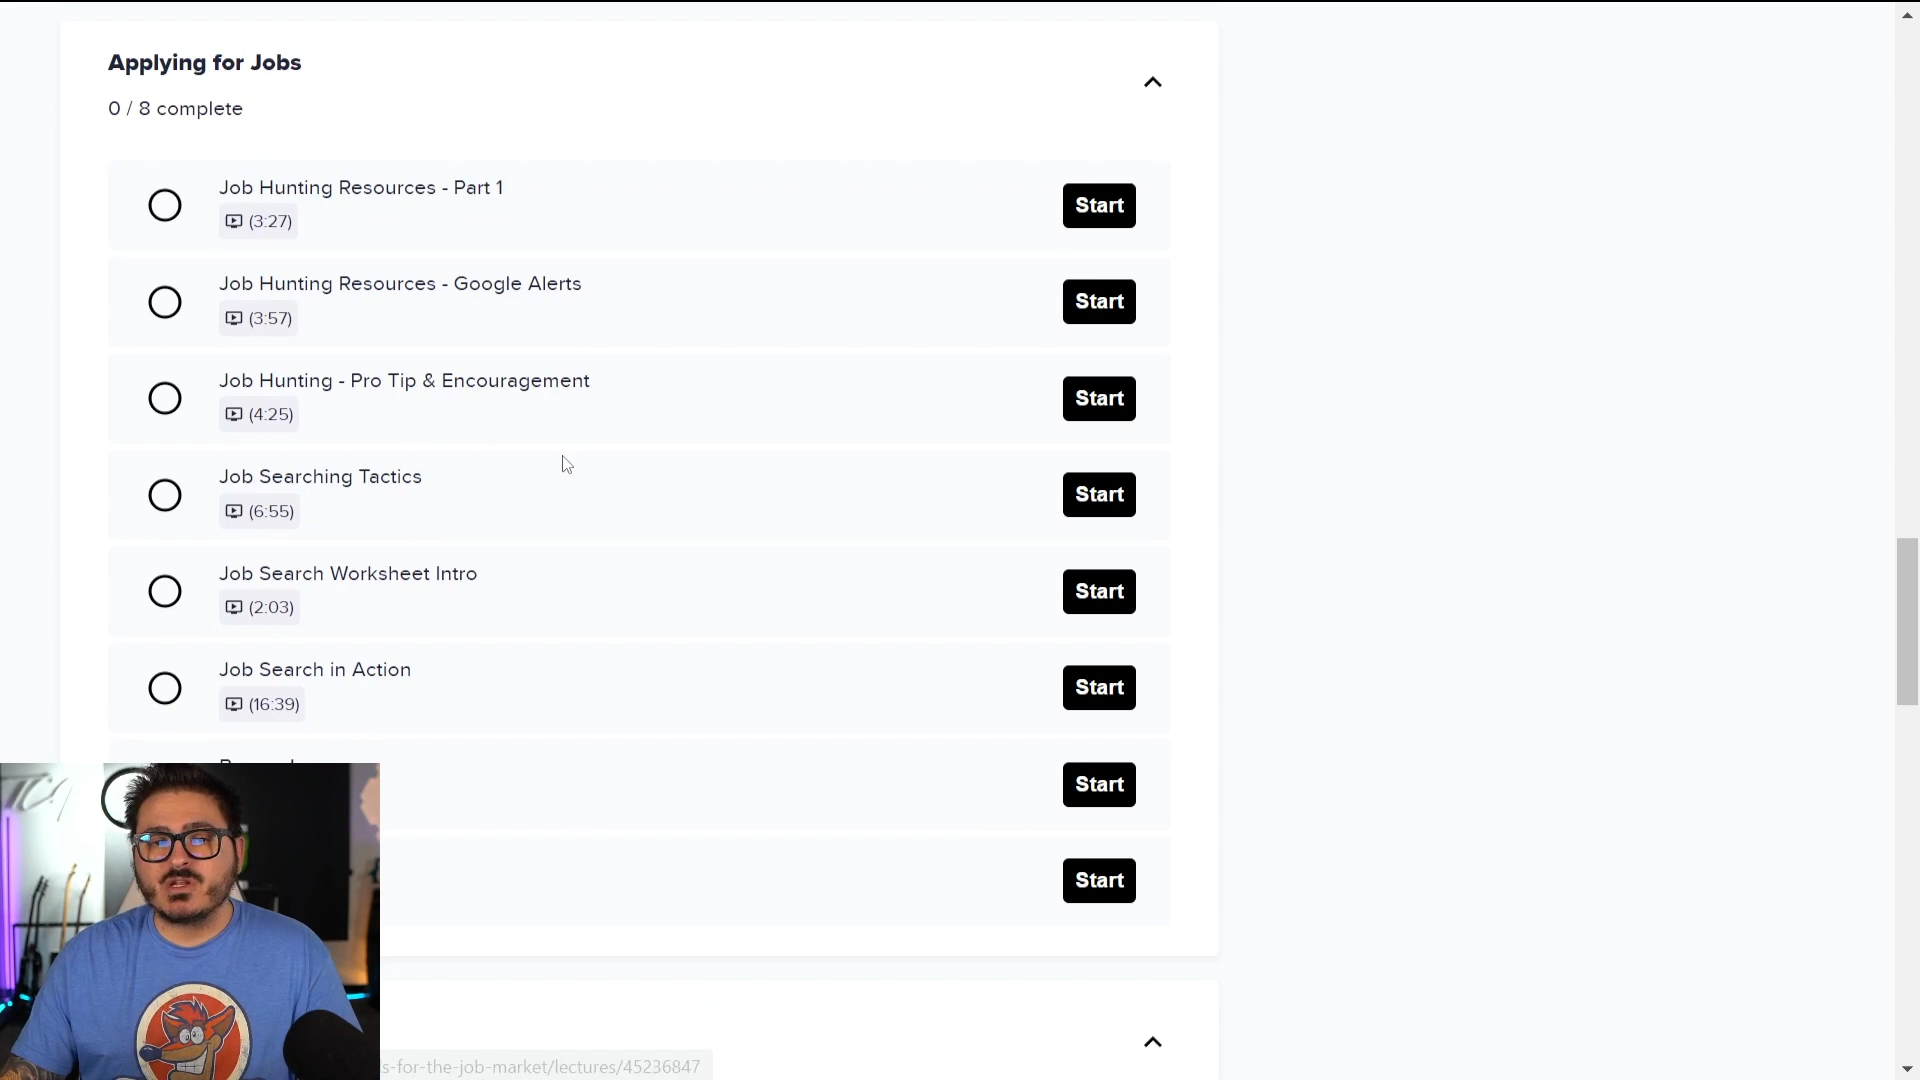 Applying for Jobs
0 / 8 complete
Job Hunting Resources - Part 1
(3:27)
Start
Job Hunting Resources - Google Alerts
(3:57)
Start
Job Hunting - Pro Tip & Encouragement
(4:25)
Start
Job Searching Tactics
(6:55)
Start
Job Search Worksheet Intro
(2:03)
Start
Job Search in Action
(16:39)
Start
Start
Start
s-for-the-job-market/lectures/45236847